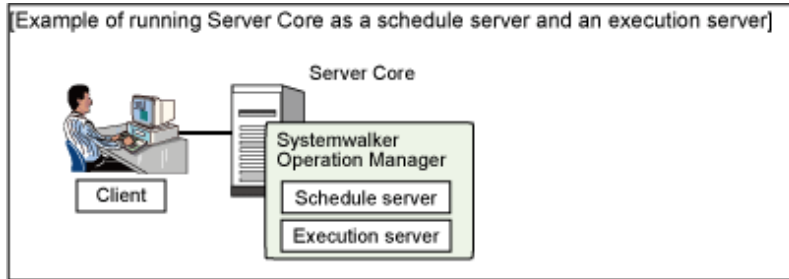 [Example of running Server Core as a schedule server and an execution server]
Server Core
Systemwalker
Operation Manager
Client
Schedule server
Execution server